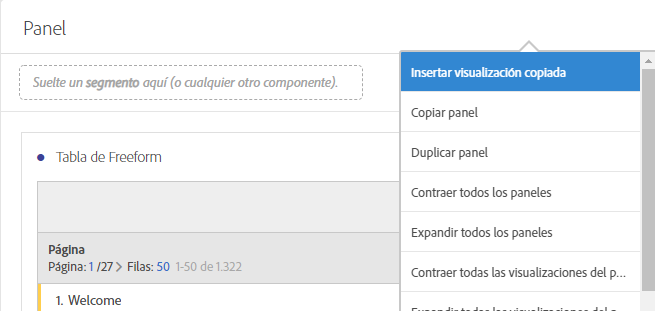 Panel
Suelte un segmento aquí (o cualquier otro componente).
Tabla de Freeform
Página
Página: 1 /27 > Filas: 50 1-50 de 1.322
1. Welcome
Insertar visualización copiada
Copiar panel
Duplicar panel
Contraer todos los paneles
Expandir todos los paneles
Contraer todas las visualizaciones del p...